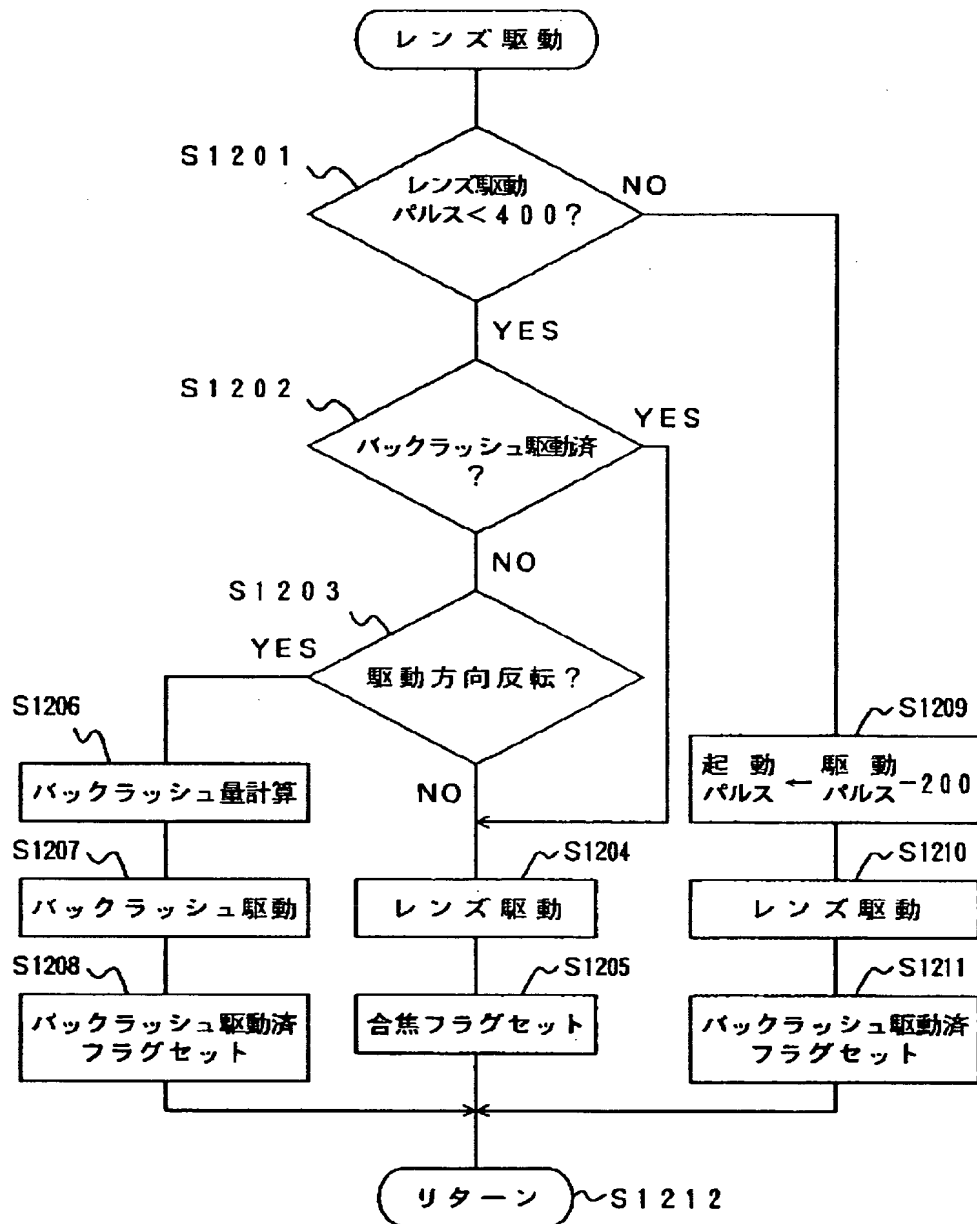 レンズ駆動
S1201
レンズ駆動
パルス<400?
NO
YES
S1202
バックラッシュ駆動済
?
YES
NO
S1203
YES
駆動方向反転?
NO
S1206
バックラッシュ量計算
S1209
起動
パルス
←
駆動
パルス
-200
S1207
バックラッシュ駆動
S1204
レンズ駆動
S1210
レンズ駆動
S1208
バックラッシュ駆動済
フラグセット
S1205
合焦フラグセット
S1211
バックラッシュ駆動済
フラグセット
リターン
S1212